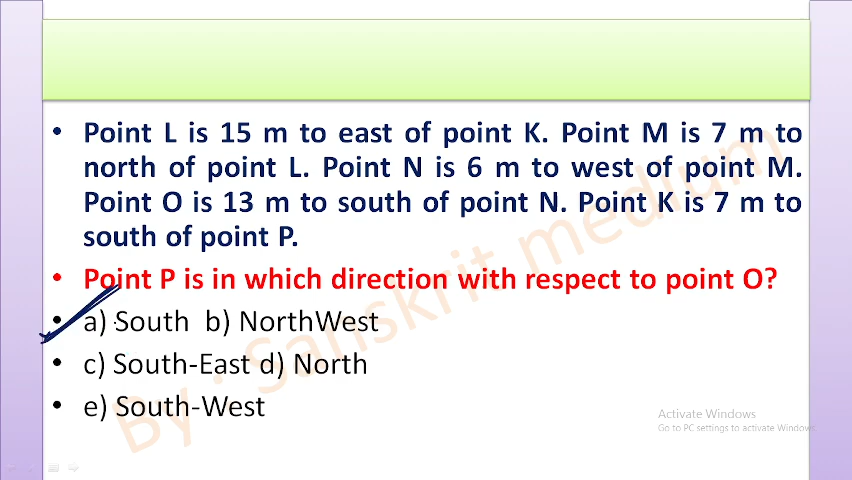 • Point L is 15 m to east of point K. Point M is 7 m to
north of point L. Point N is 6 m to west of point M.
Point O is 13 m to south of point N. Point K is 7 m to
south of point P.
• Point P is in which direction with respect to point O?
• a) South b) NorthWest
• c) South-East d) North
• e) South-West
By : Sanskrit medium
Activate Windows
Go to PC settings to activate Windows.